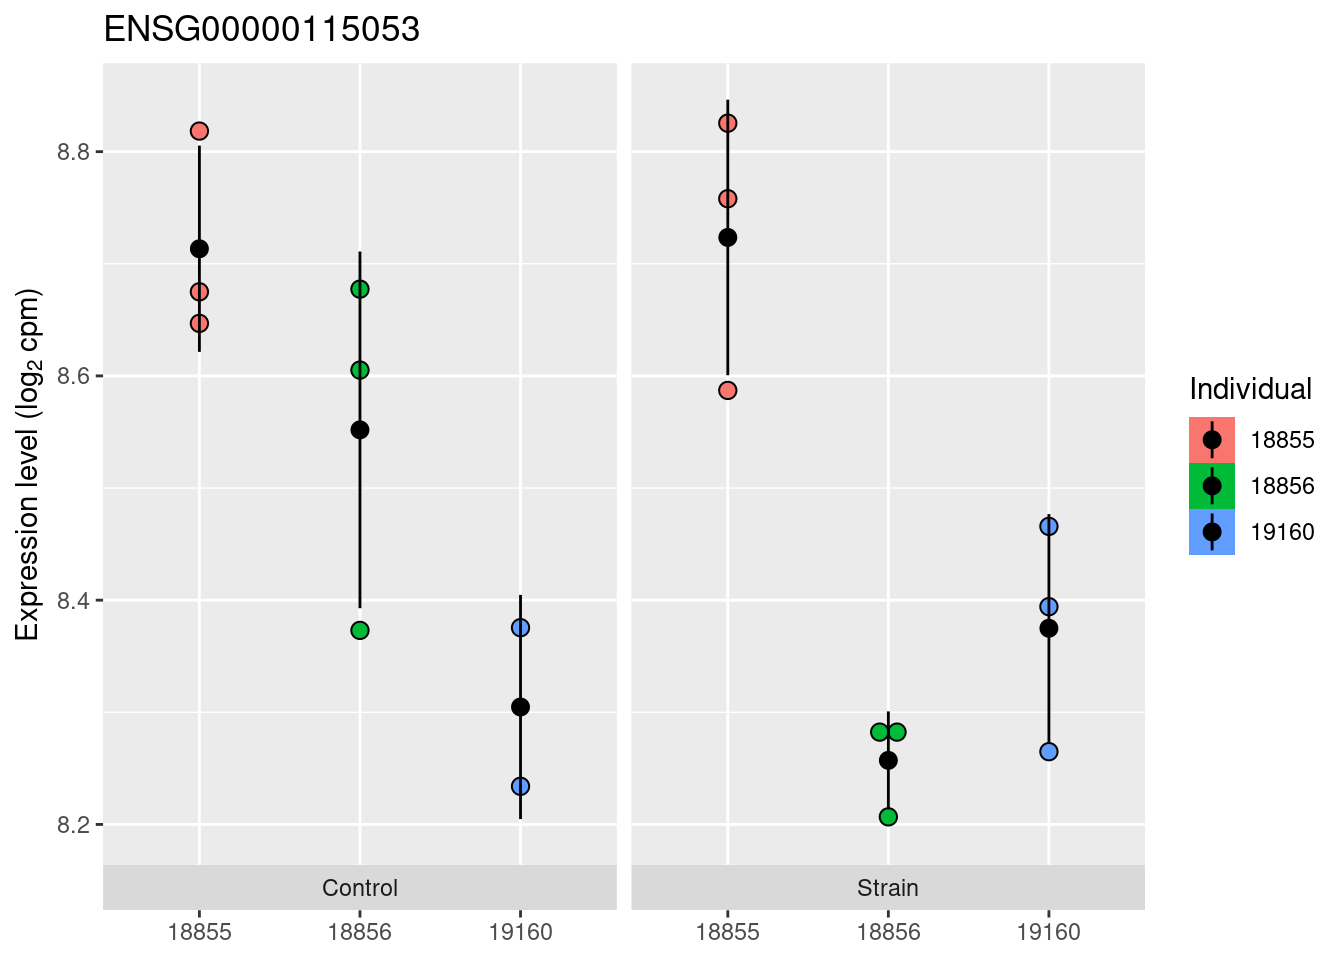 ENSG00000115053
Expression level (log₂ cpm)
8.8
8.6
8.4
8.2
Control
Strain
18855
18856
19160
18855
18856
19160
Individual
18855
18856
19160